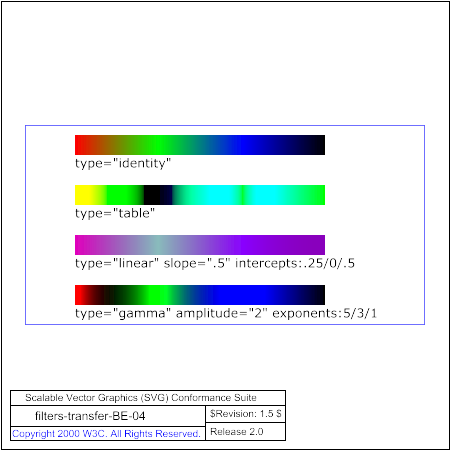 type="identity"
type="table"
type="linear" slope=".5" intercepts:.25/0/.5
type="gamma" amplitude="2" exponents:5/3/1
Scalable Vector Graphics (SVG) Conformance Suite
filters-transfer-BE-04
$Revision: 1.5 $
Copyright 2000 W3C. All Rights Reserved.
Release 2.0